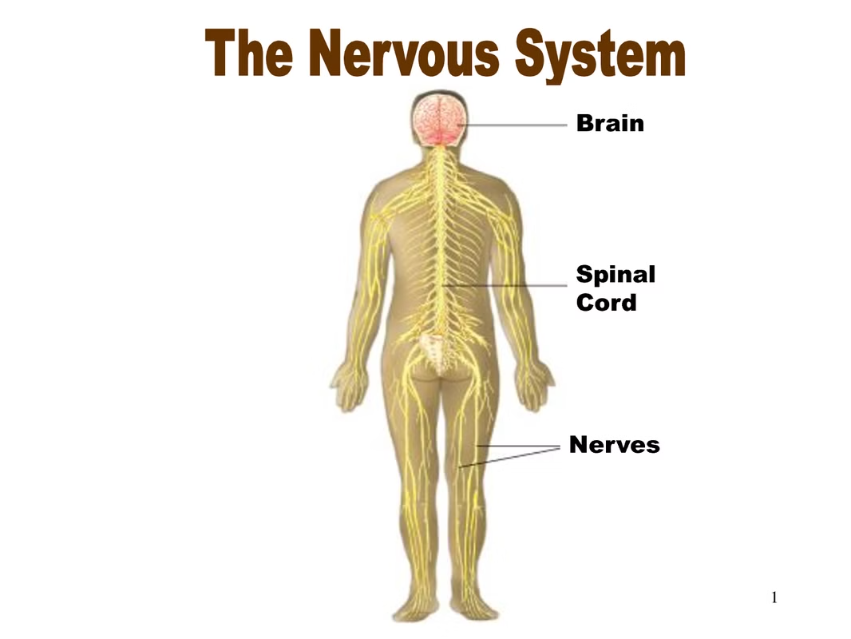 The Nervous System
Brain
Spinal
Cord
Nerves
1